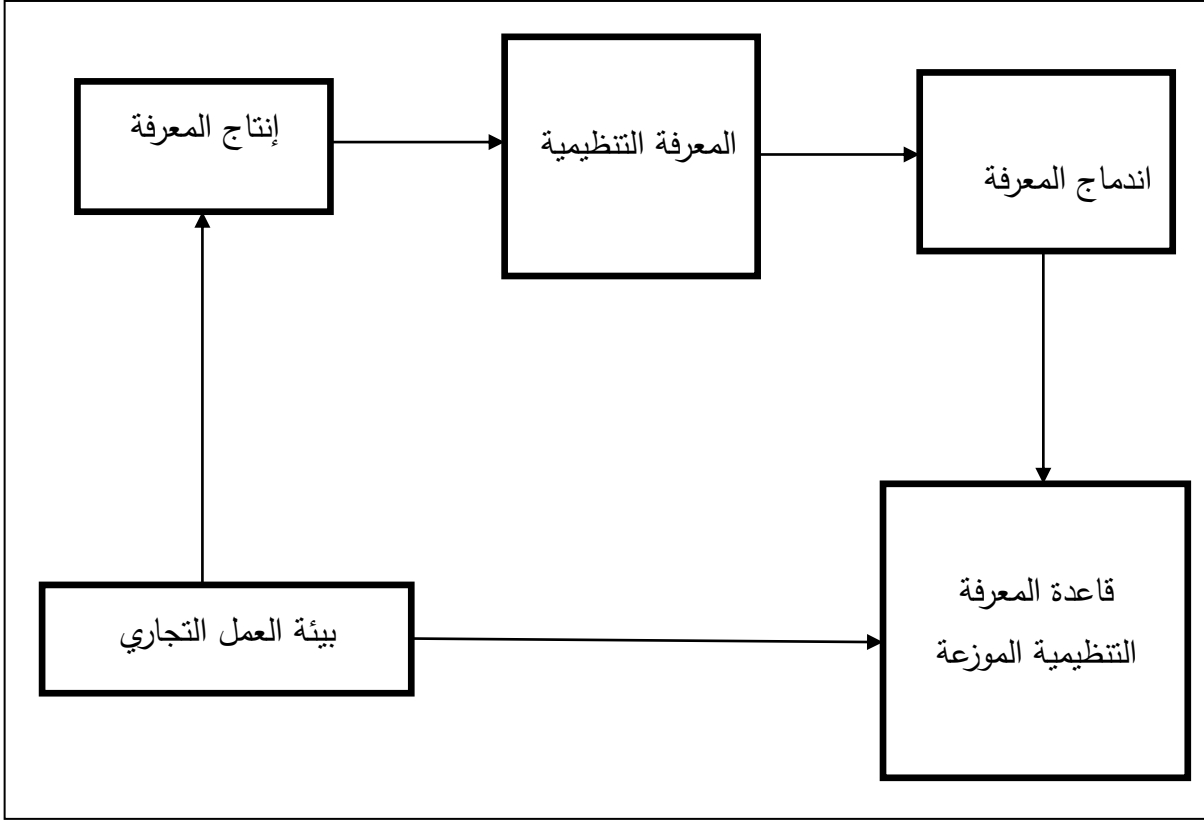 إنتاج المعرفة
المعرفة التنظيمية
اندماج المعرفة
بيئة العمل التجاري
قاعدة المعرفة
التنظيمية الموزعة